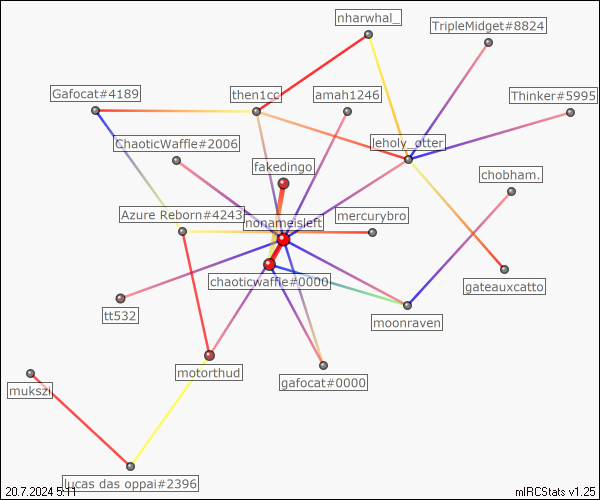 nharwhal_
TripleMidget#8824
Gafocat#4189
then1cc
amah1246
Thinker#5995
ChaoticWaffle#2006
leholy_otter
fakedingo
chobham.
Azure Reborn#4243
nonameisleft
mercurybro
chaoticwaffle#0000
gateauxcatto
tt532
moonraven
motorthud
gafocat#0000
mukszi
lucas das oppai#2396
20.7.2024 5:11
mIRCStats v1.25